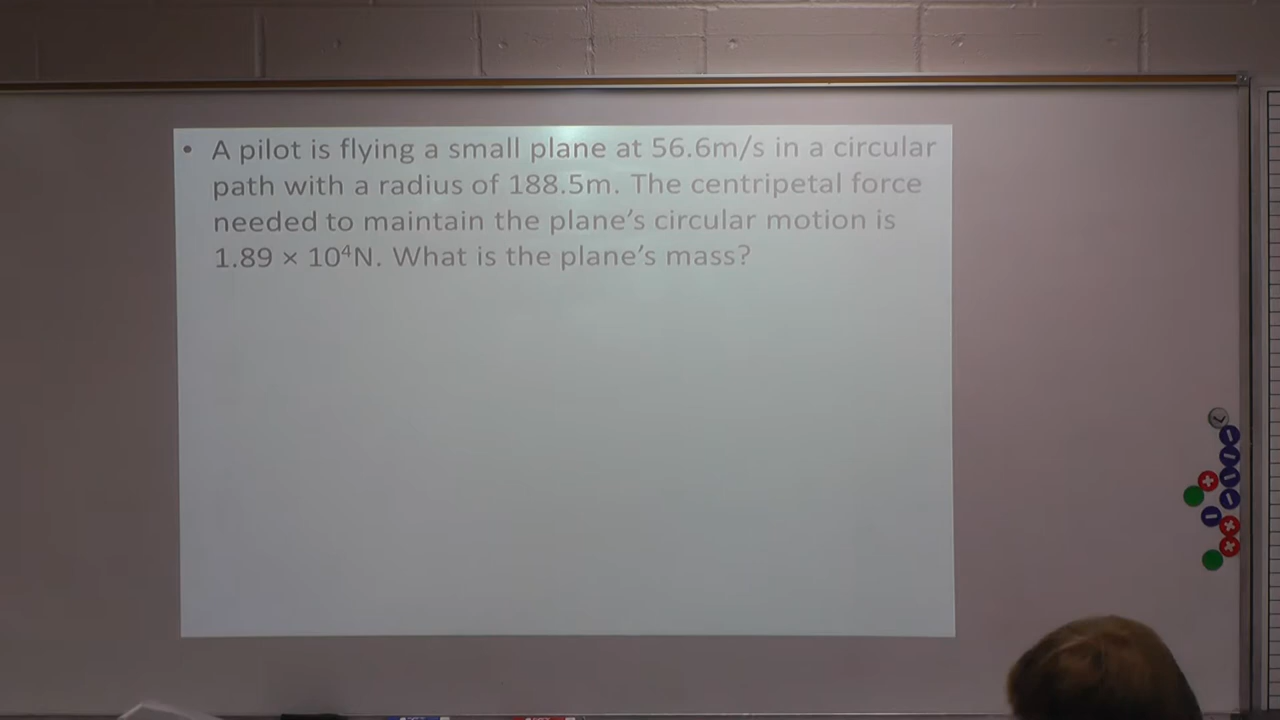 • A pilot is flying a small plane at 56.6m/s in a circular
path with a radius of 188.5m. The centripetal force
needed to maintain the plane's circular motion is
1.89 × 10⁴N. What is the plane's mass?